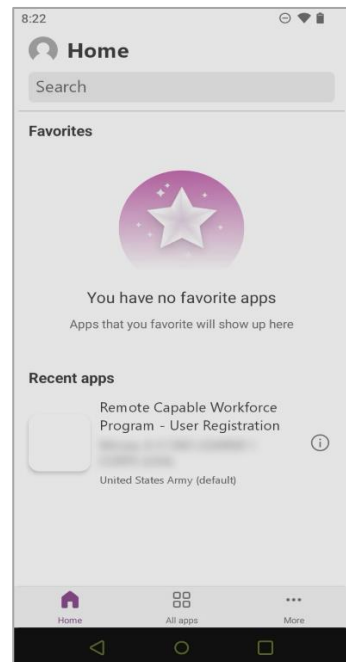 8:22
Home
Search
Favorites
You have no favorite apps
Apps that you favorite will show up here
Recent apps
Remote Capable Workforce
Program - User Registration
United States Army (default)
Home
All apps
More